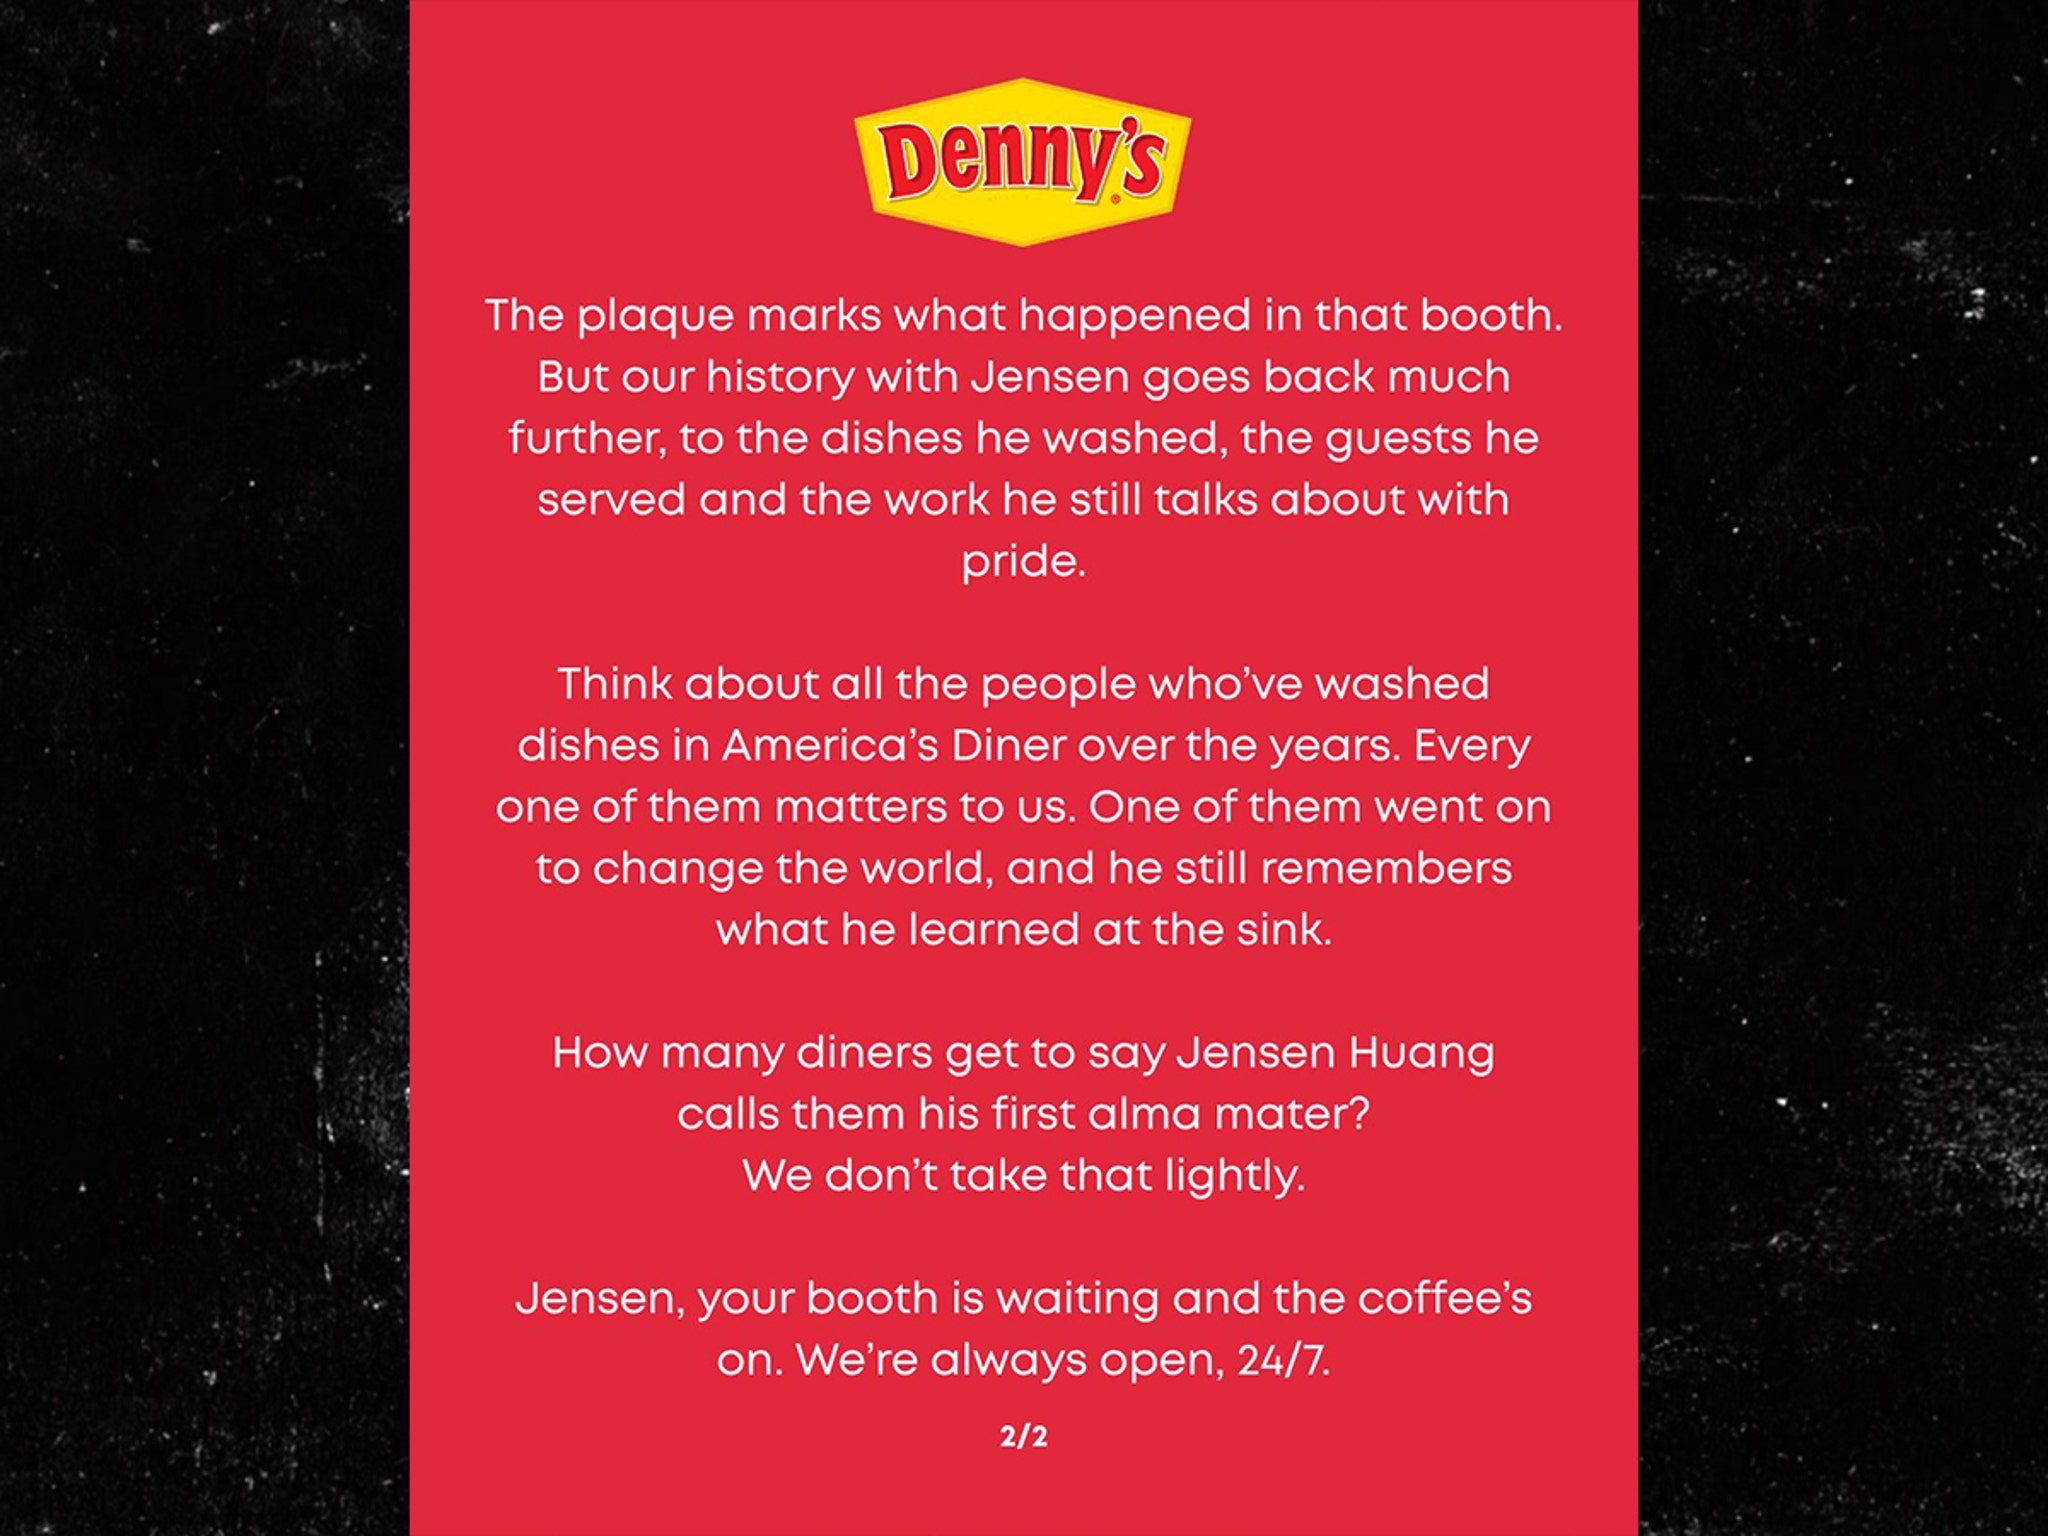 Denny's
The plaque marks what happened in that booth.
But our history with Jensen goes back much
further, to the dishes he washed, the guests he
served and the work he still talks about with
pride.
Think about all the people who’ve washed
dishes in America’s Diner over the years. Every
one of them matters to us. One of them went on
to change the world, and he still remembers
what he learned at the sink.
How many diners get to say Jensen Huang
calls them his first alma mater?
We don’t take that lightly.
Jensen, your booth is waiting and the coffee’s
on. We’re always open, 24/7.
2/2